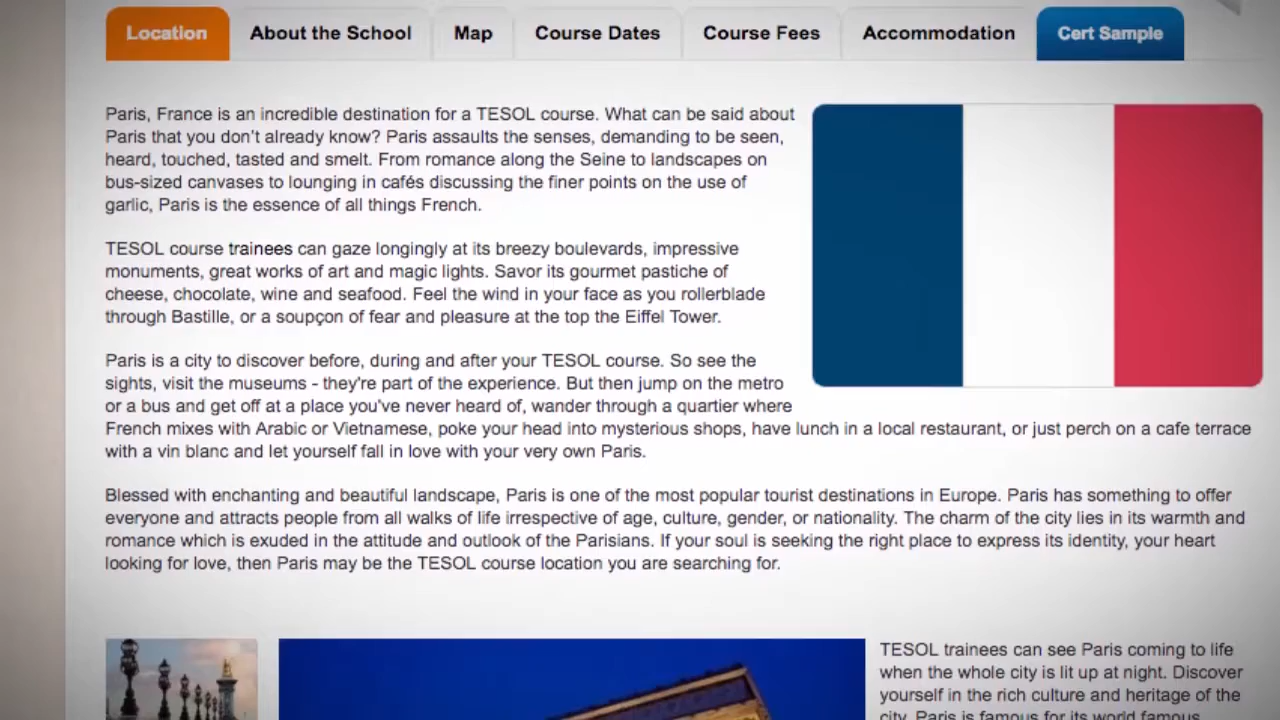 Location
About the School
Map
Course Dates
Course Fees
Accommodation
Cert Sample
Paris, France is an incredible destination for a TESOL course. What can be said about
Paris that you don't already know? Paris assaults the senses, demanding to be seen,
heard, touched, tasted and smelt. From romance along the Seine to landscapes on
bus-sized canvases to lounging in cafés discussing the finer points on the use of
garlic, Paris is the essence of all things French.
TESOL course trainees can gaze longingly at its breezy boulevards, impressive
monuments, great works of art and magic lights. Savor its gourmet pastiche of
cheese, chocolate, wine and seafood. Feel the wind in your face as you rollerblade
through Bastille, or a soupçon of fear and pleasure at the top the Eiffel Tower.
Paris is a city to discover before, during and after your TESOL course. So see the
sights, visit the museums - they're part of the experience. But then jump on the metro
or a bus and get off at a place you've never heard of, wander through a quartier where
French mixes with Arabic or Vietnamese, poke your head into mysterious shops, have lunch in a local restaurant, or just perch on a cafe terrace
with a vin blanc and let yourself fall in love with your very own Paris.
Blessed with enchanting and beautiful landscape, Paris is one of the most popular tourist destinations in Europe. Paris has something to offer
everyone and attracts people from all walks of life irrespective of age, culture, gender, or nationality. The charm of the city lies in its warmth and
romance which is exuded in the attitude and outlook of the Parisians. If your soul is seeking the right place to express its identity, your heart
looking for love, then Paris may be the TESOL course location you are searching for.
TESOL trainees can see Paris coming to life
when the whole city is lit up at night. Discover
yourself in the rich culture and heritage of the
city. Paris is famous for its world famous